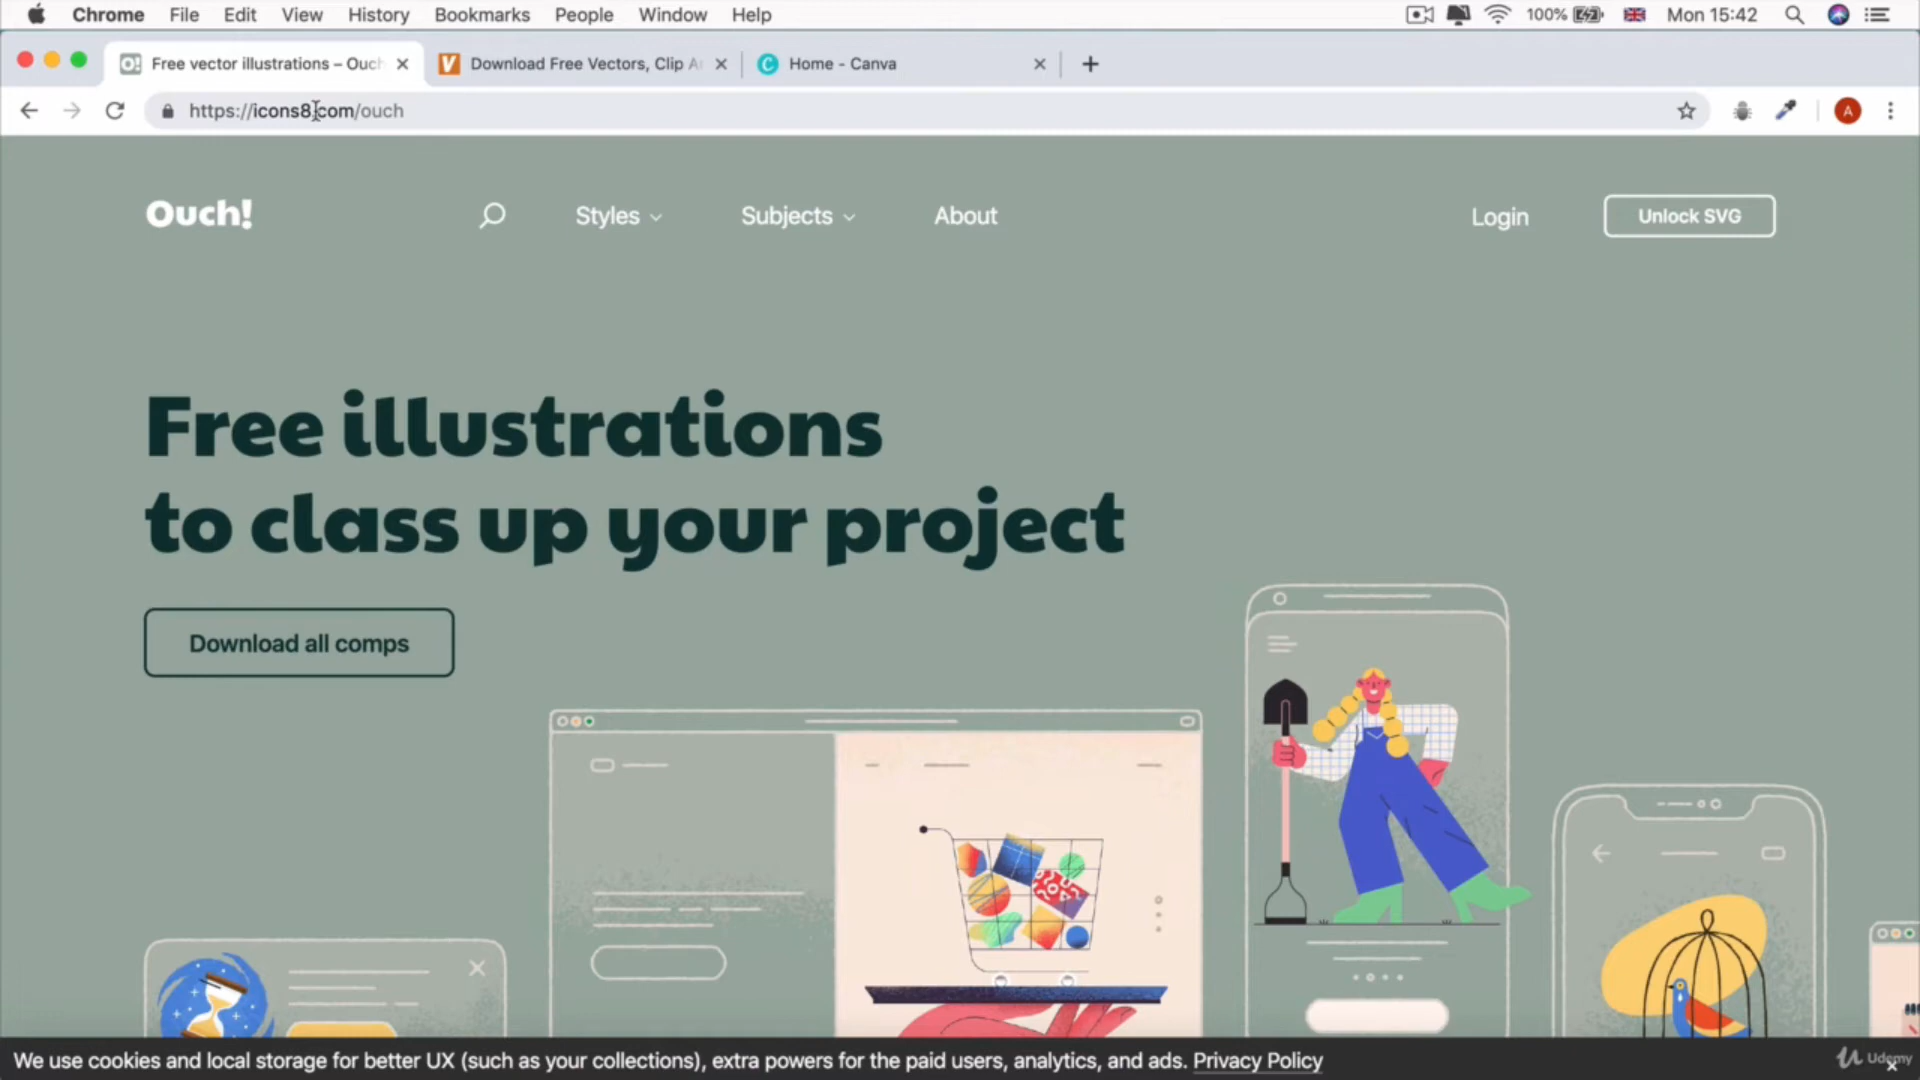 Chrome File Edit View History Bookmarks People Window Help 100% Mon 15:42
Free vector illustrations – Ouch Download Free Vectors, Clip A Home - Canva
https://icons8.com/ouch A
Ouch! Styles Subjects About Login Unlock SVG
Free illustrations
to class up your project
Download all comps
We use cookies and local storage for better UX (such as your collections), extra powers for the paid users, analytics, and ads. Privacy Policy
Udemy